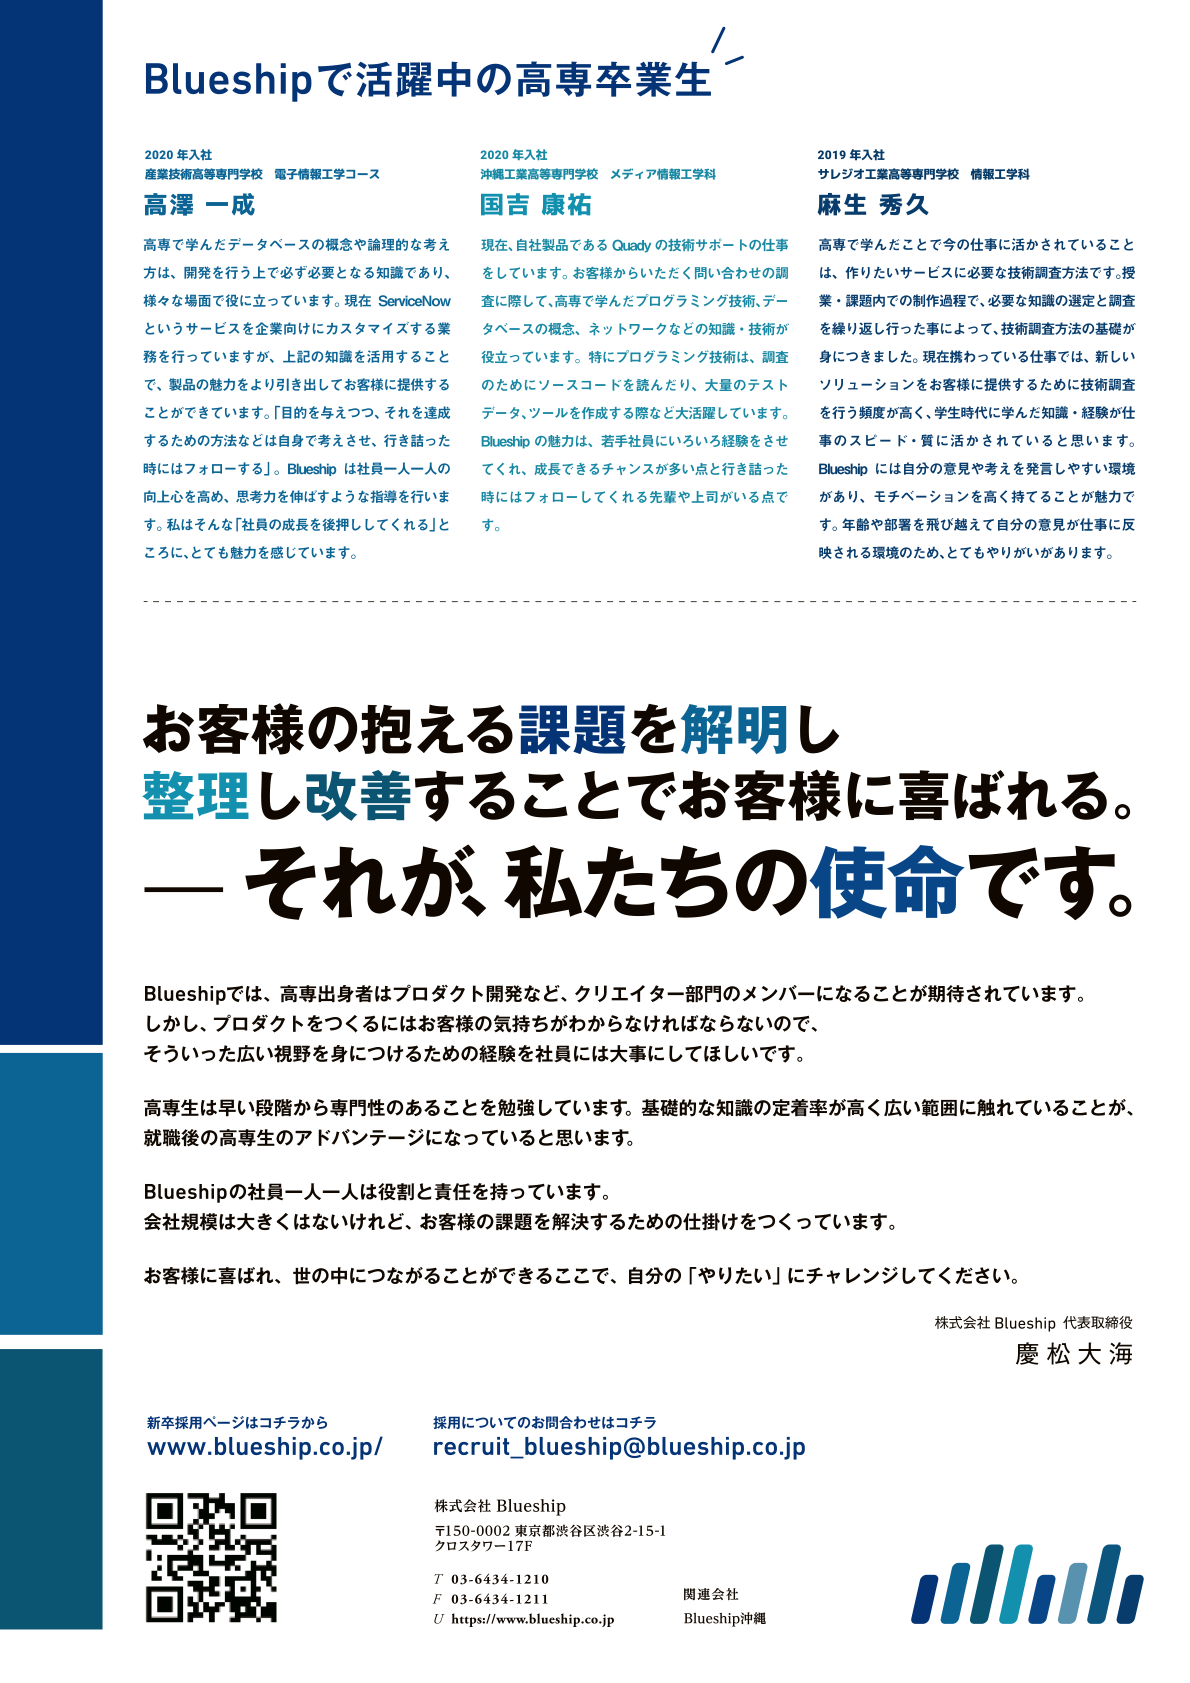 Blueshipで活躍中の高専卒業生
2020 年入社
産業技術高等専門学校　電子情報工学コース
高澤 一成
高専で学んだデータベースの概念や論理的な考え
方は、開発を行う上で必ず必要となる知識であり、
様々な場面で役に立っています。現在 ServiceNow
というサービスを企業向けにカスタマイズする業
務を行っていますが、上記の知識を活用すること
で、製品の魅力をより引き出してお客様に提供する
ことができています。「目的を与えつつ、それを達成
するための方法などは自身で考えさせ、行き詰った
時にはフォローする」。Blueship は社員一人一人の
向上心を高め、思考力を伸ばすような指導を行いま
す。私はそんな「社員の成長を後押ししてくれる」と
ころに、とても魅力を感じています。
2020 年入社
沖縄工業高等専門学校　メディア情報工学科
国吉 康祐
現在、自社製品である Quady の技術サポートの仕事
をしています。お客様からいただく問い合わせの調
査に際して、高専で学んだプログラミング技術、デー
タベースの概念、ネットワークなどの知識・技術が
役立っています。特にプログラミング技術は、調査
のためにソースコードを読んだり、大量のテスト
データ、ツールを作成する際など大活躍しています。
Blueship の魅力は、若手社員にいろいろ経験をさせ
てくれ、成長できるチャンスが多い点と行き詰った
時にはフォローしてくれる先輩や上司がいる点で
す。
2019 年入社
サレジオ工業高等専門学校　情報工学科
麻生 秀久
高専で学んだことで今の仕事に活かされていること
は、作りたいサービスに必要な技術調査方法です。授
業・課題内での制作過程で、必要な知識の選定と調査
を繰り返し行った事によって、技術調査方法の基礎が
身につきました。現在携わっている仕事では、新しい
ソリューションをお客様に提供するために技術調査
を行う頻度が高く、学生時代に学んだ知識・経験が仕
事のスピード・質に活かされていると思います。
Blueship には自分の意見や考えを発言しやすい環境
があり、モチベーションを高く持てることが魅力で
す。年齢や部署を飛び越えて自分の意見が仕事に反
映される環境のため、とてもやりがいがあります。
お客様の抱える課題を解明し
整理し改善することでお客様に喜ばれる。
── それが、私たちの使命です。
Blueshipでは、高専出身者はプロダクト開発など、クリエイター部門のメンバーになることが期待されています。
しかし、プロダクトをつくるにはお客様の気持ちがわからなければならないので、
そういった広い視野を身につけるための経験を社員には大事にしてほしいです。
高専生は早い段階から専門性のあることを勉強しています。基礎的な知識の定着率が高く広い範囲に触れていることが、
就職後の高専生のアドバンテージになっていると思います。
Blueshipの社員一人一人は役割と責任を持っています。
会社規模は大きくはないけれど、お客様の課題を解決するための仕掛けをつくっています。
お客様に喜ばれ、世の中につながることができるここで、自分の「やりたい」にチャレンジしてください。
株式会社 Blueship 代表取締役
慶松大海
新卒採用ページはコチラから
www.blueship.co.jp/
採用についてのお問合わせはコチラ
recruit_blueship@blueship.co.jp
株式会社 Blueship
〒150-0002 東京都渋谷区渋谷2-15-1
クロスタワー17F
T 03-6434-1210
F 03-6434-1211
U https://www.blueship.co.jp
関連会社
Blueship沖縄